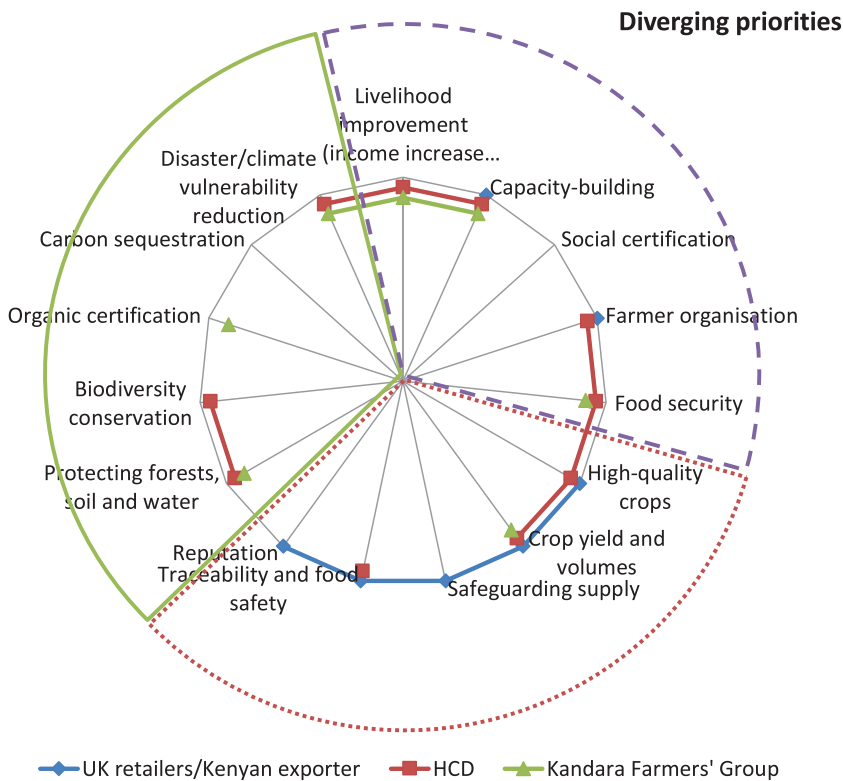 Diverging priorities
Livelihood
improvement
(income increase...
Capacity-building
Social certification
Farmer organisation
Food security
High-quality
crops
Crop yield and
volumes
Safeguarding supply
Traceability and food
safety
Reputation
Protecting forests,
soil and water
Biodiversity
conservation
Organic certification
Carbon sequestration
Disaster/climate
vulnerability
reduction
UK retailers/Kenyan exporter
HCD
Kandara Farmers' Group